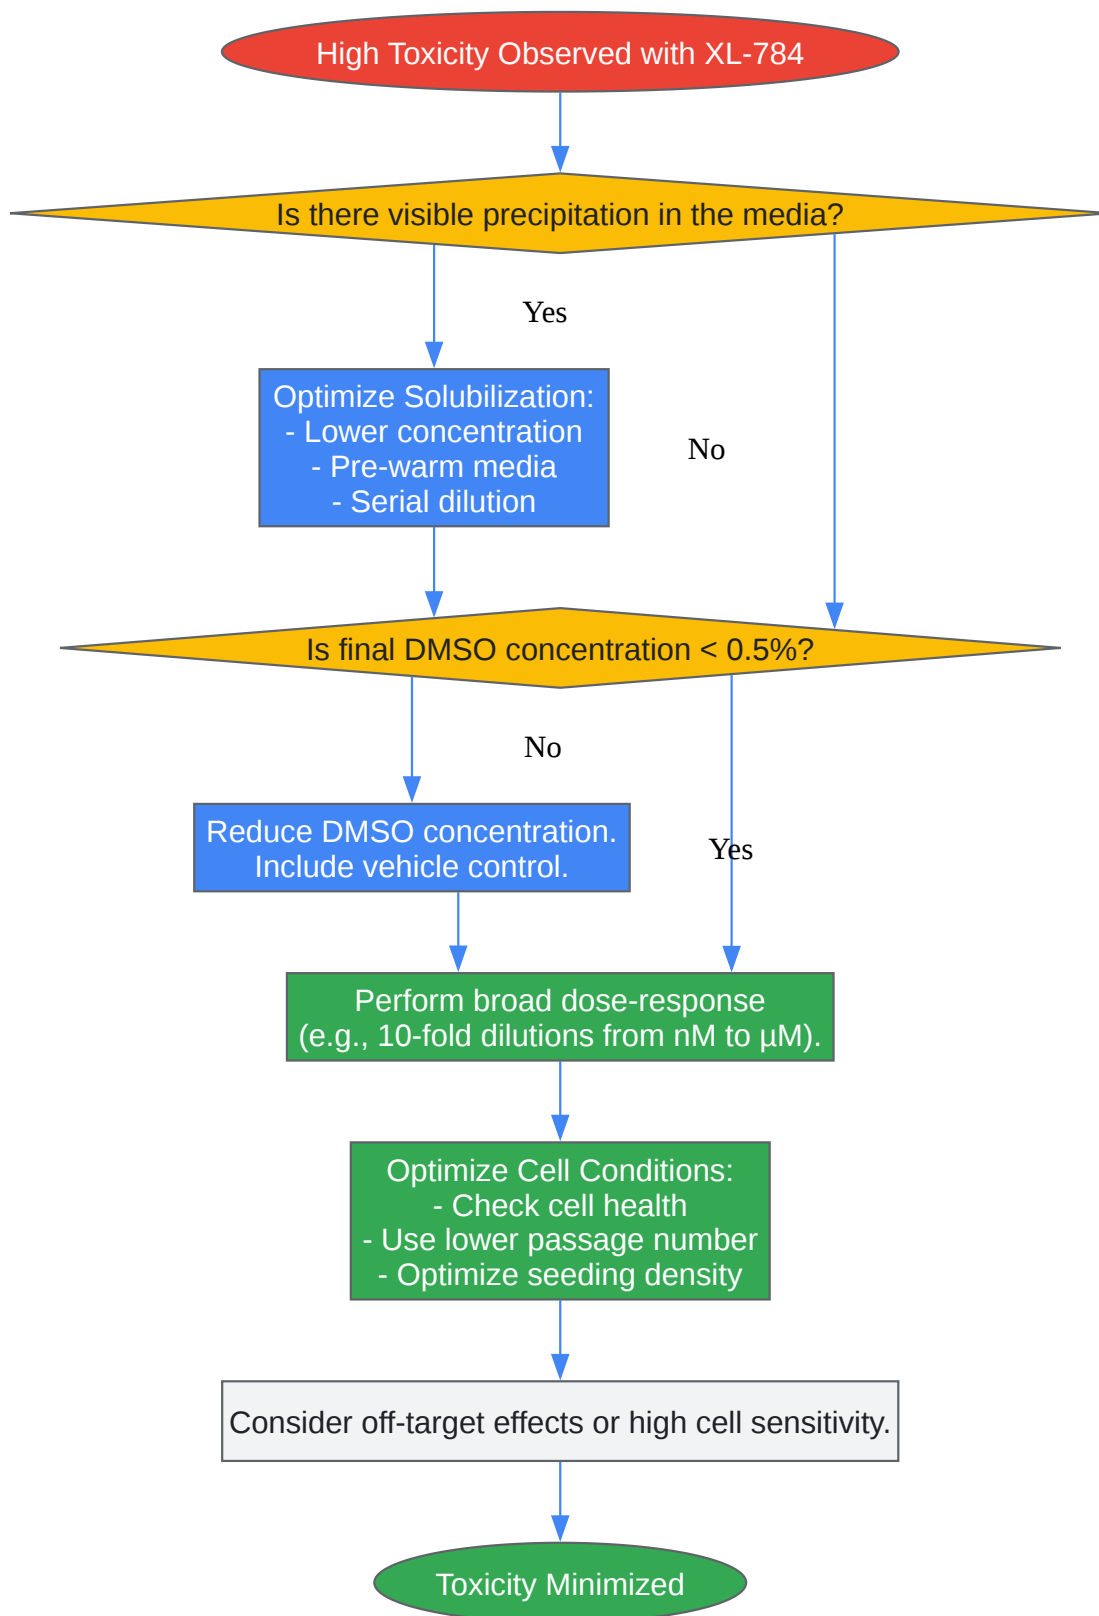 High Toxicity Observed with XL-784
Is there visible precipitation in the media?
Yes
Optimize Solubilization:
- Lower concentration
- Pre-warm media
- Serial dilution
No
Is final DMSO concentration < 0.5%?
No
Reduce DMSO concentration.
Include vehicle control.
Yes
Perform broad dose-response
(e.g., 10-fold dilutions from nM to µM).
Optimize Cell Conditions:
- Check cell health
- Use lower passage number
- Optimize seeding density
Consider off-target effects or high cell sensitivity.
Toxicity Minimized